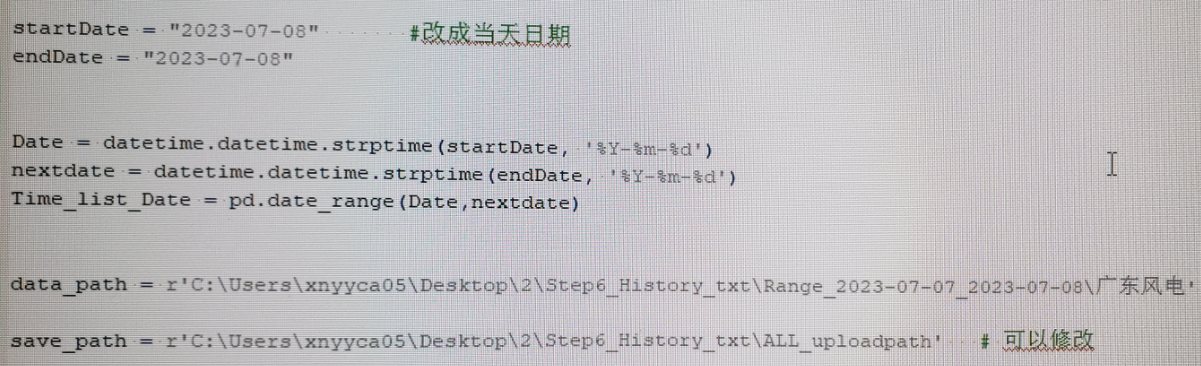 startDate = "2023-07-08" #改成当天日期
endDate = "2023-07-08"
Date = datetime.datetime.strptime(startDate, '%Y-%m-%d')
nextdate = datetime.datetime.strptime(endDate, '%Y-%m-%d')
Time_list_Date = pd.date_range(Date,nextdate)
data_path = r'C:\Users\xnyyca05\Desktop\2\Step6_History_txt\Range_2023-07-07_2023-07-08\广东风电'
save_path = r'C:\Users\xnyyca05\Desktop\2\Step6_History_txt\ALL_uploadpath' # 可以修改